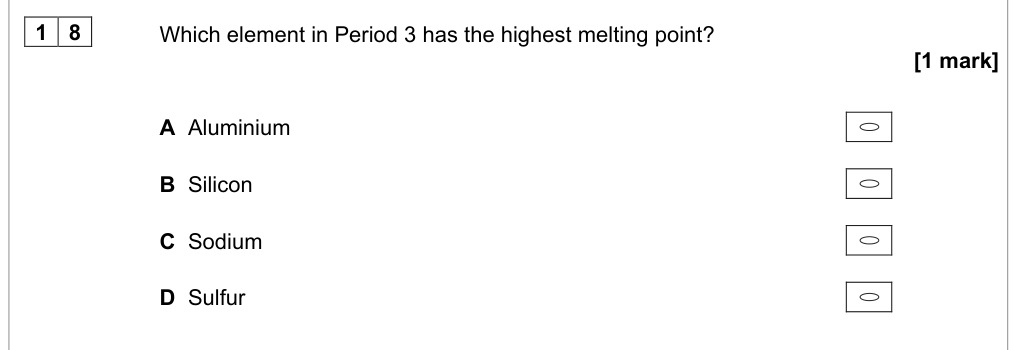 1 8 Which element in Period 3 has the highest melting point?
[1 mark]
A Aluminium
B Silicon
C Sodium
D Sulfur